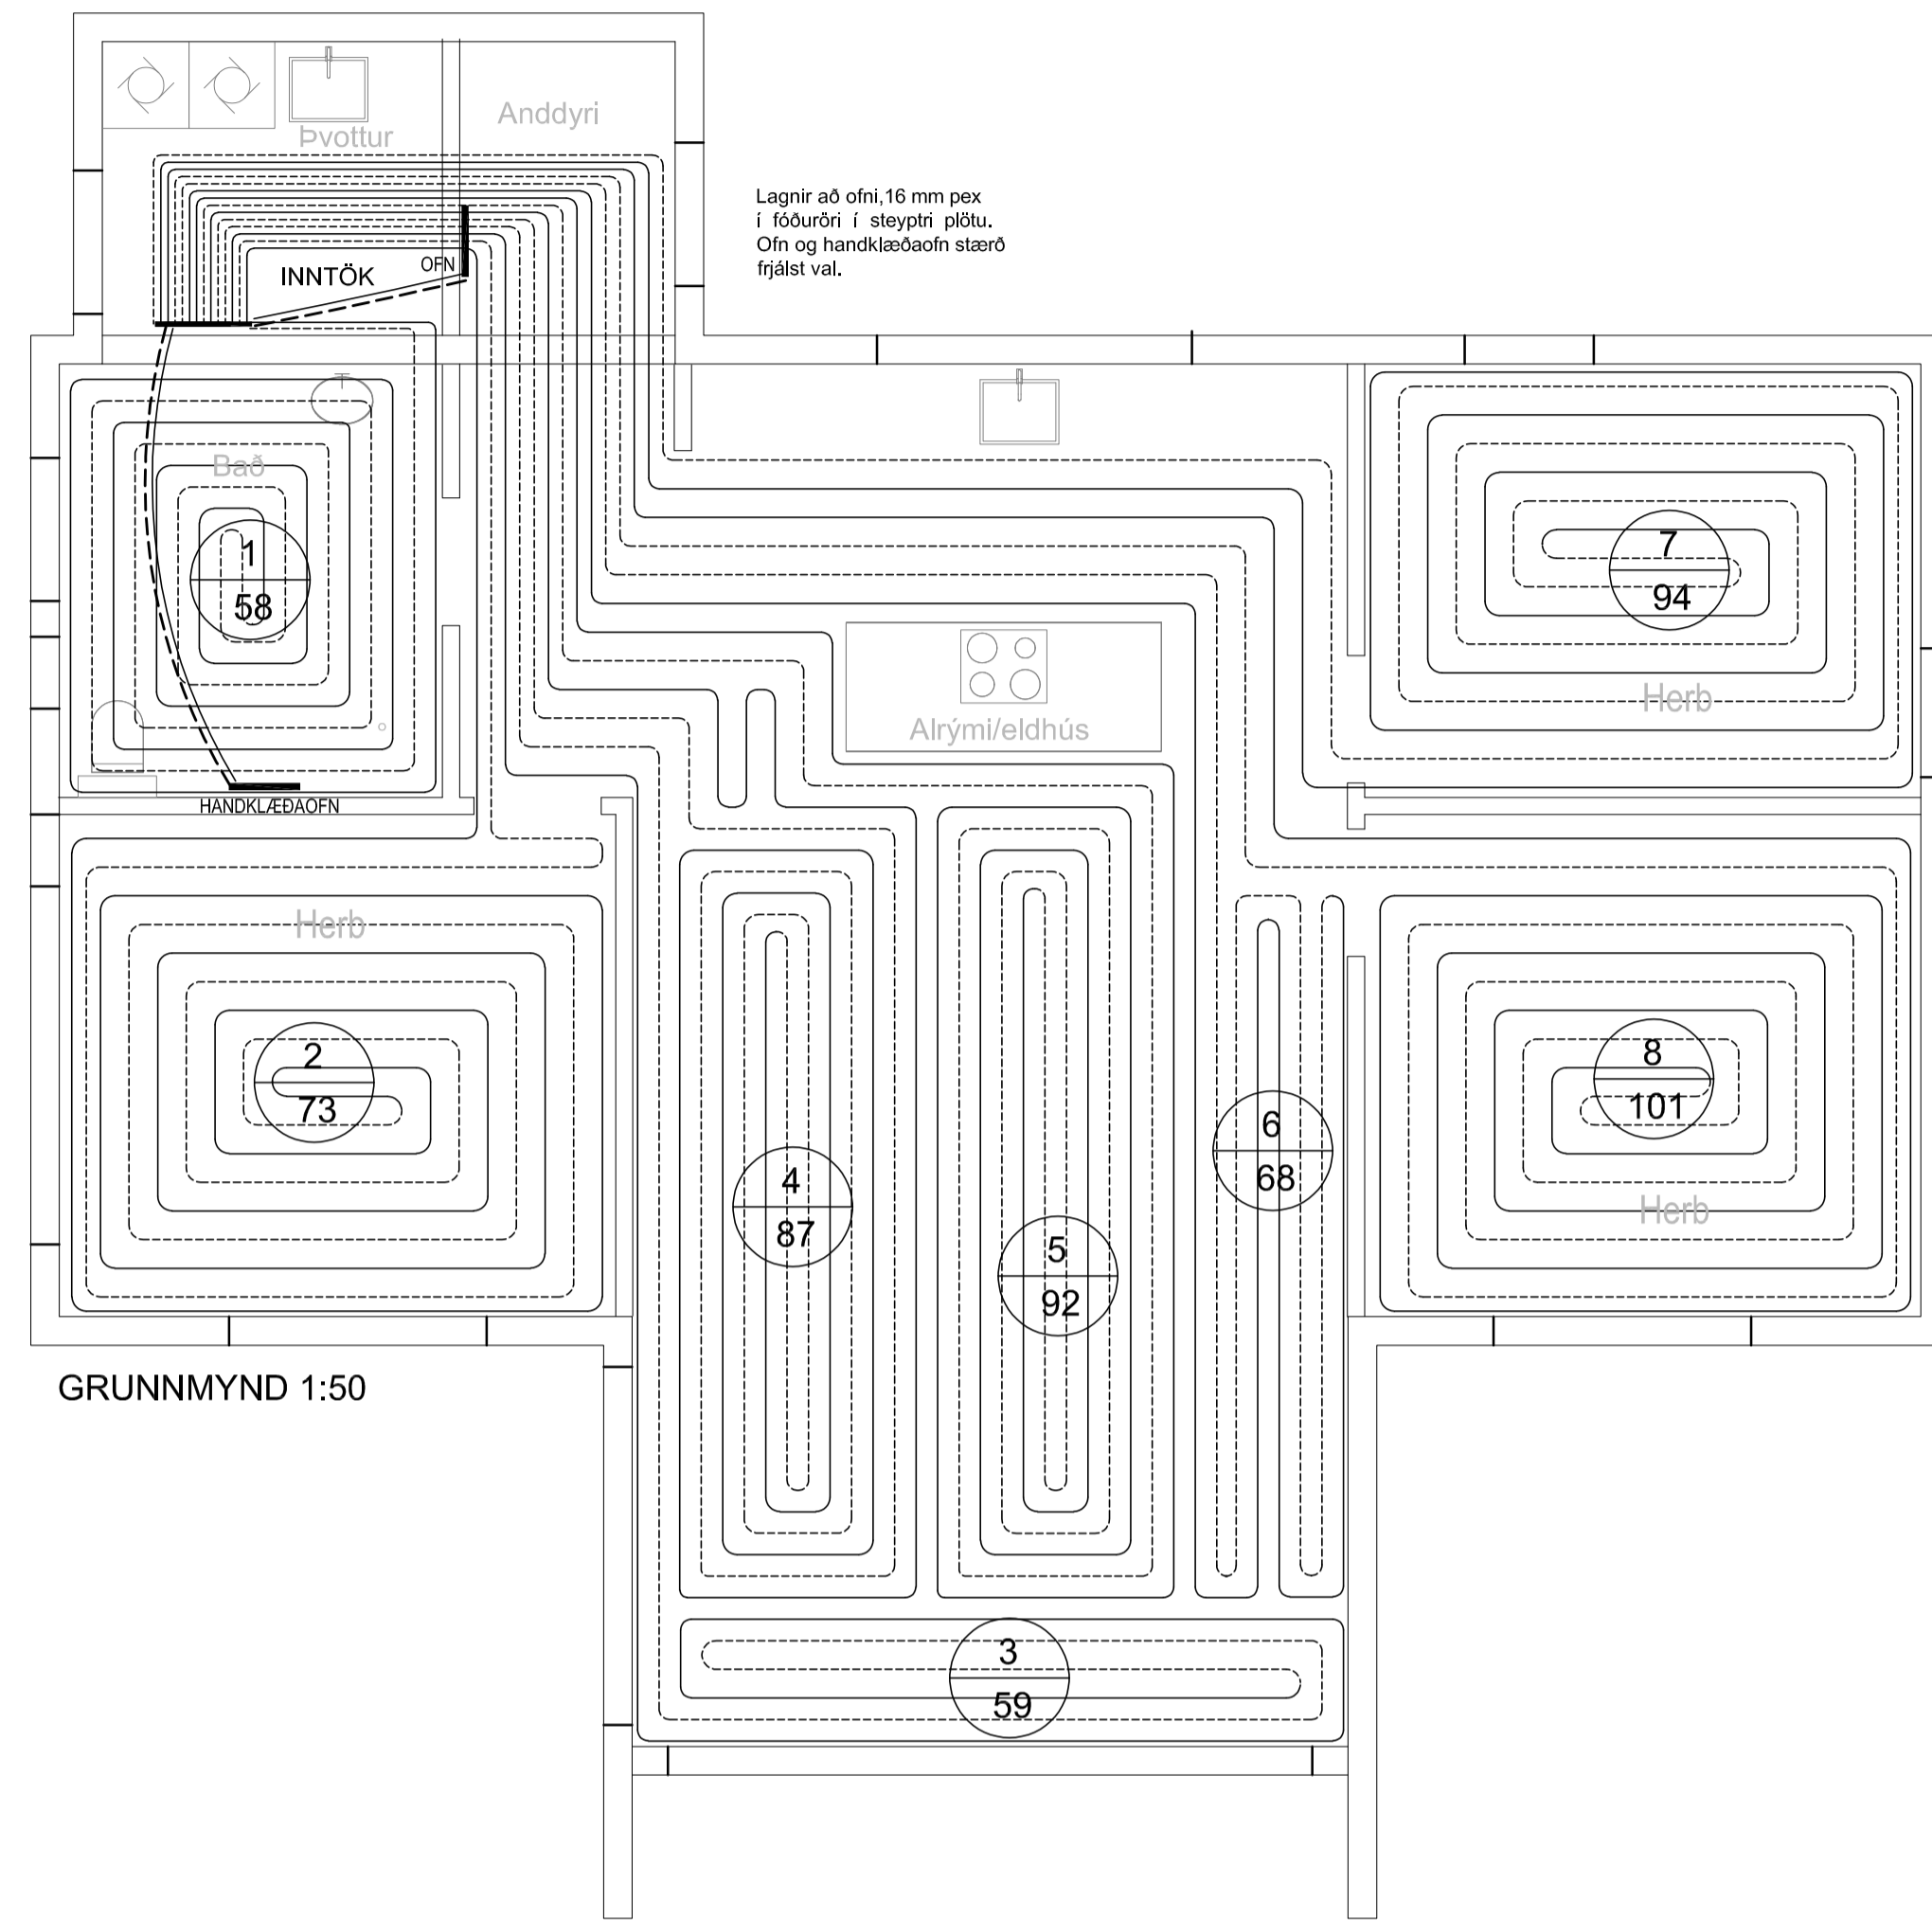 Anddyri
Þvottur
Lagnir að ofni,16 mm pex
í fóðuröri í steyptri plötu.
Ofn og handklæðaofn stærð
frjálst val.
OFN
INNTÖK
Bað
1
58
7
94
Herb
Alrými/eldhús
HANDKLÆÐAOFN
Herb
2
73
8
101
Herb
6
68
4
87
5
92
GRUNNMYND 1:50
3
59